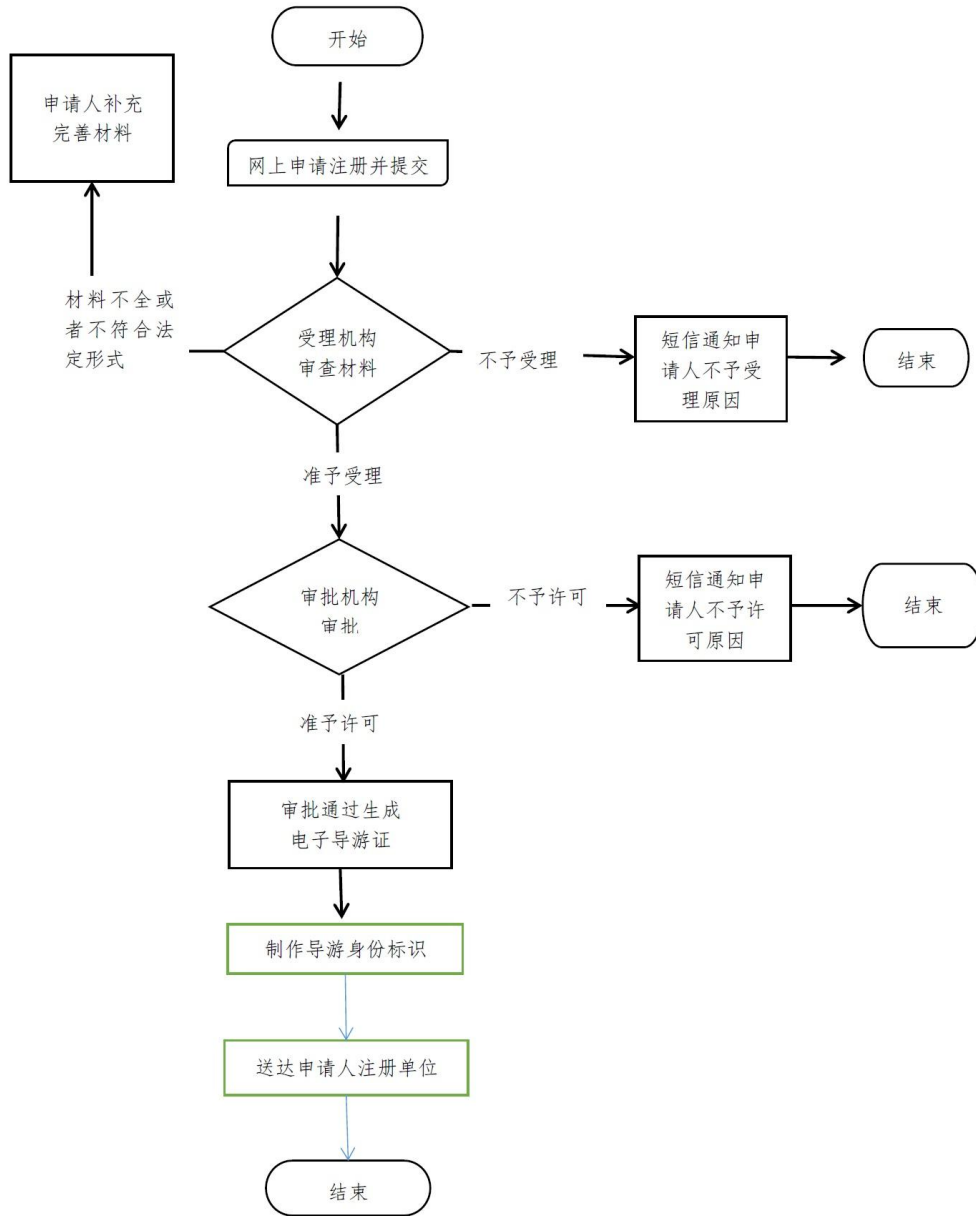 开始
申请人补充
完善材料
网上申请注册并提交
材料不全或
者不符合法
定形式
受理机构
审查材料
不予受理
短信通知申
请人不予受
理原因
结束
准予受理
审批机构
审批
不予许可
短信通知申
请人不予许
可原因
结束
准予许可
审批通过生成
电子导游证
制作导游身份标识
送达申请人注册单位
结束